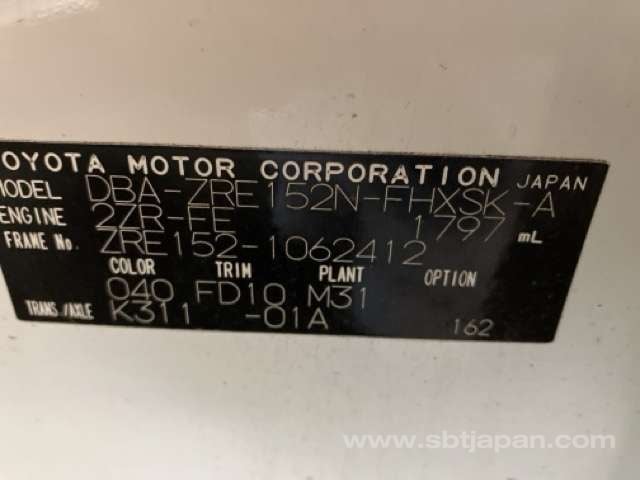 OYOTA MOTOR CORPORATION JAPAN
MODEL DBA-ZRE152N-FHXSK-A
ENGINE 2ZR-FE 1797 mL
FRAME No. ZRE152-1062412
COLOR TRIM PLANT OPTION
040 FD10 M31
TRANS/AXLE K311 -01A 162
www.sbtjapan.com